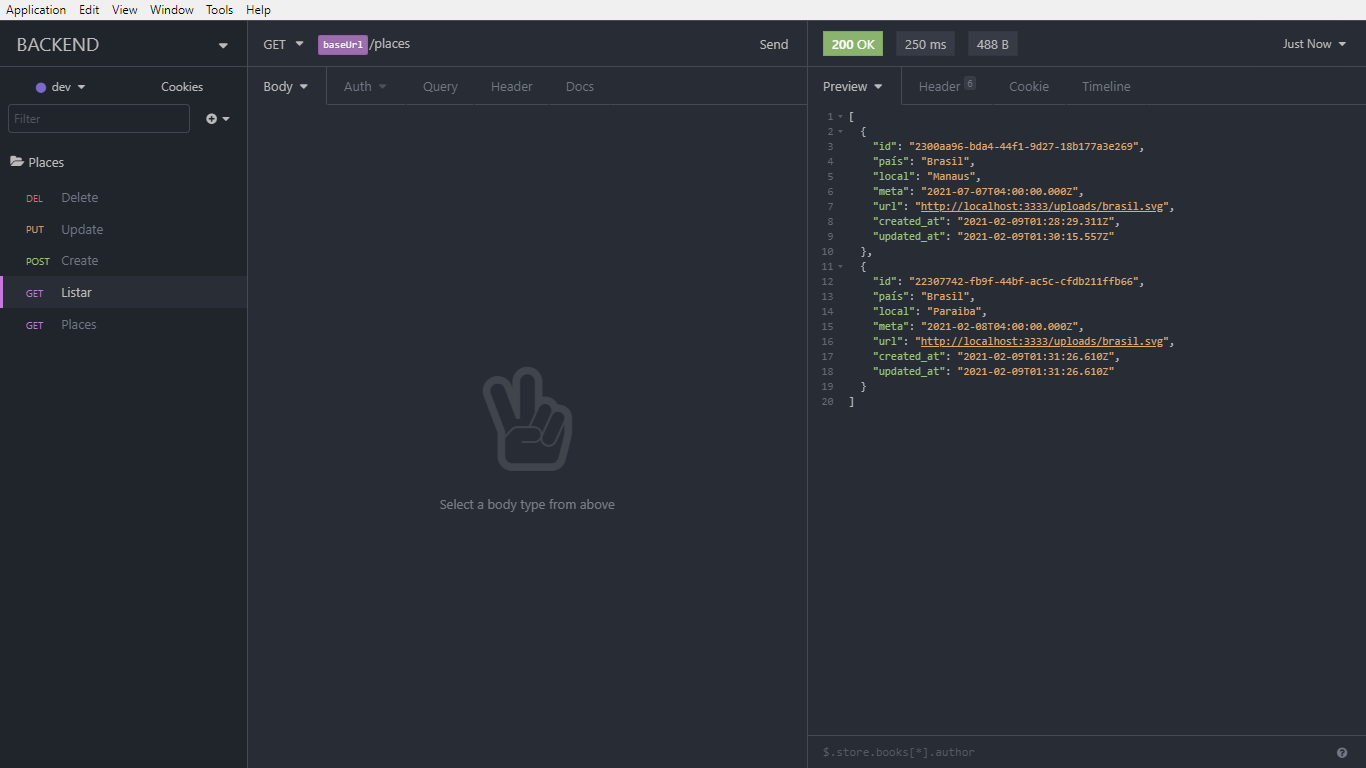 Application Edit View Window Tools Help
BACKEND
dev
Cookies
Filter
Places
DEL Delete
PUT Update
POST Create
GET Listar
GET Places
GET baseUrl/places Send
Body Auth Query Header Docs
Select a body type from above
200 OK 250 ms 488 B Just Now
Preview Header 6 Cookie Timeline
1 [
2 {
3 "id": "2300aa96-bda4-44f1-9d27-18b177a3e269",
4 "país": "Brasil",
5 "local": "Manaus",
6 "meta": "2021-07-07T04:00:00.000Z",
7 "url": "http://localhost:3333/uploads/brasil.svg",
8 "created_at": "2021-02-09T01:28:29.311Z",
9 "updated_at": "2021-02-09T01:30:15.557Z"
10 },
11 {
12 "id": "22307742-fb9f-44bf-ac5c-cfdb211ffb66",
13 "país": "Brasil",
14 "local": "Paraiba",
15 "meta": "2021-02-08T04:00:00.000Z",
16 "url": "http://localhost:3333/uploads/brasil.svg",
17 "created_at": "2021-02-09T01:31:26.610Z",
18 "updated_at": "2021-02-09T01:31:26.610Z"
19 }
20 ]
$.store.books[*].author